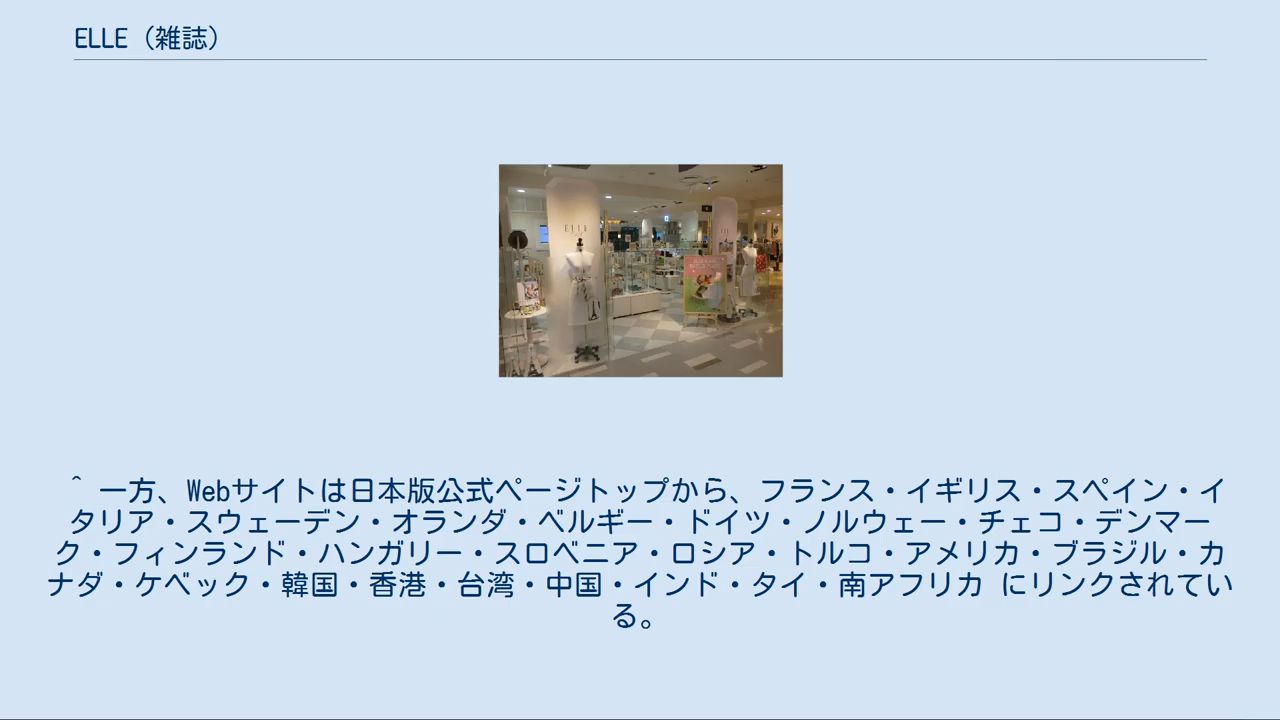 ELLE（雑誌）
ELLE
^ 一方、Webサイトは日本版公式ページトップから、フランス・イギリス・スペイン・イ
タリア・スウェーデン・オランダ・ベルギー・ドイツ・ノルウェー・チェコ・デンマー
ク・フィンランド・ハンガリー・スロベニア・ロシア・トルコ・アメリカ・ブラジル・カ
ナダ・ケベック・韓国・香港・台湾・中国・インド・タイ・南アフリカ にリンクされてい
る。